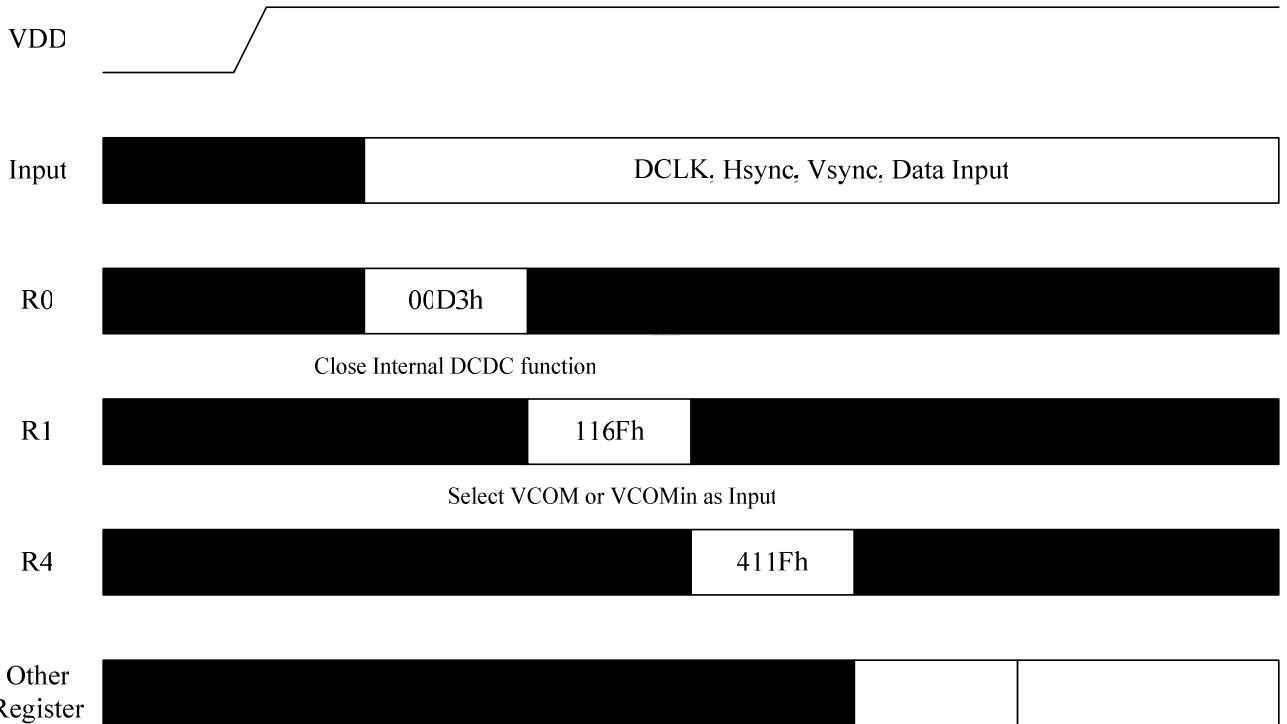 VDD
Input
DCLK, Hsync, Vsync, Data Input
R0
00D3h
Close Internal DCDC function
R1
116Fh
Select VCOM or VCOMin as Input
R4
411Fh
Other
Register